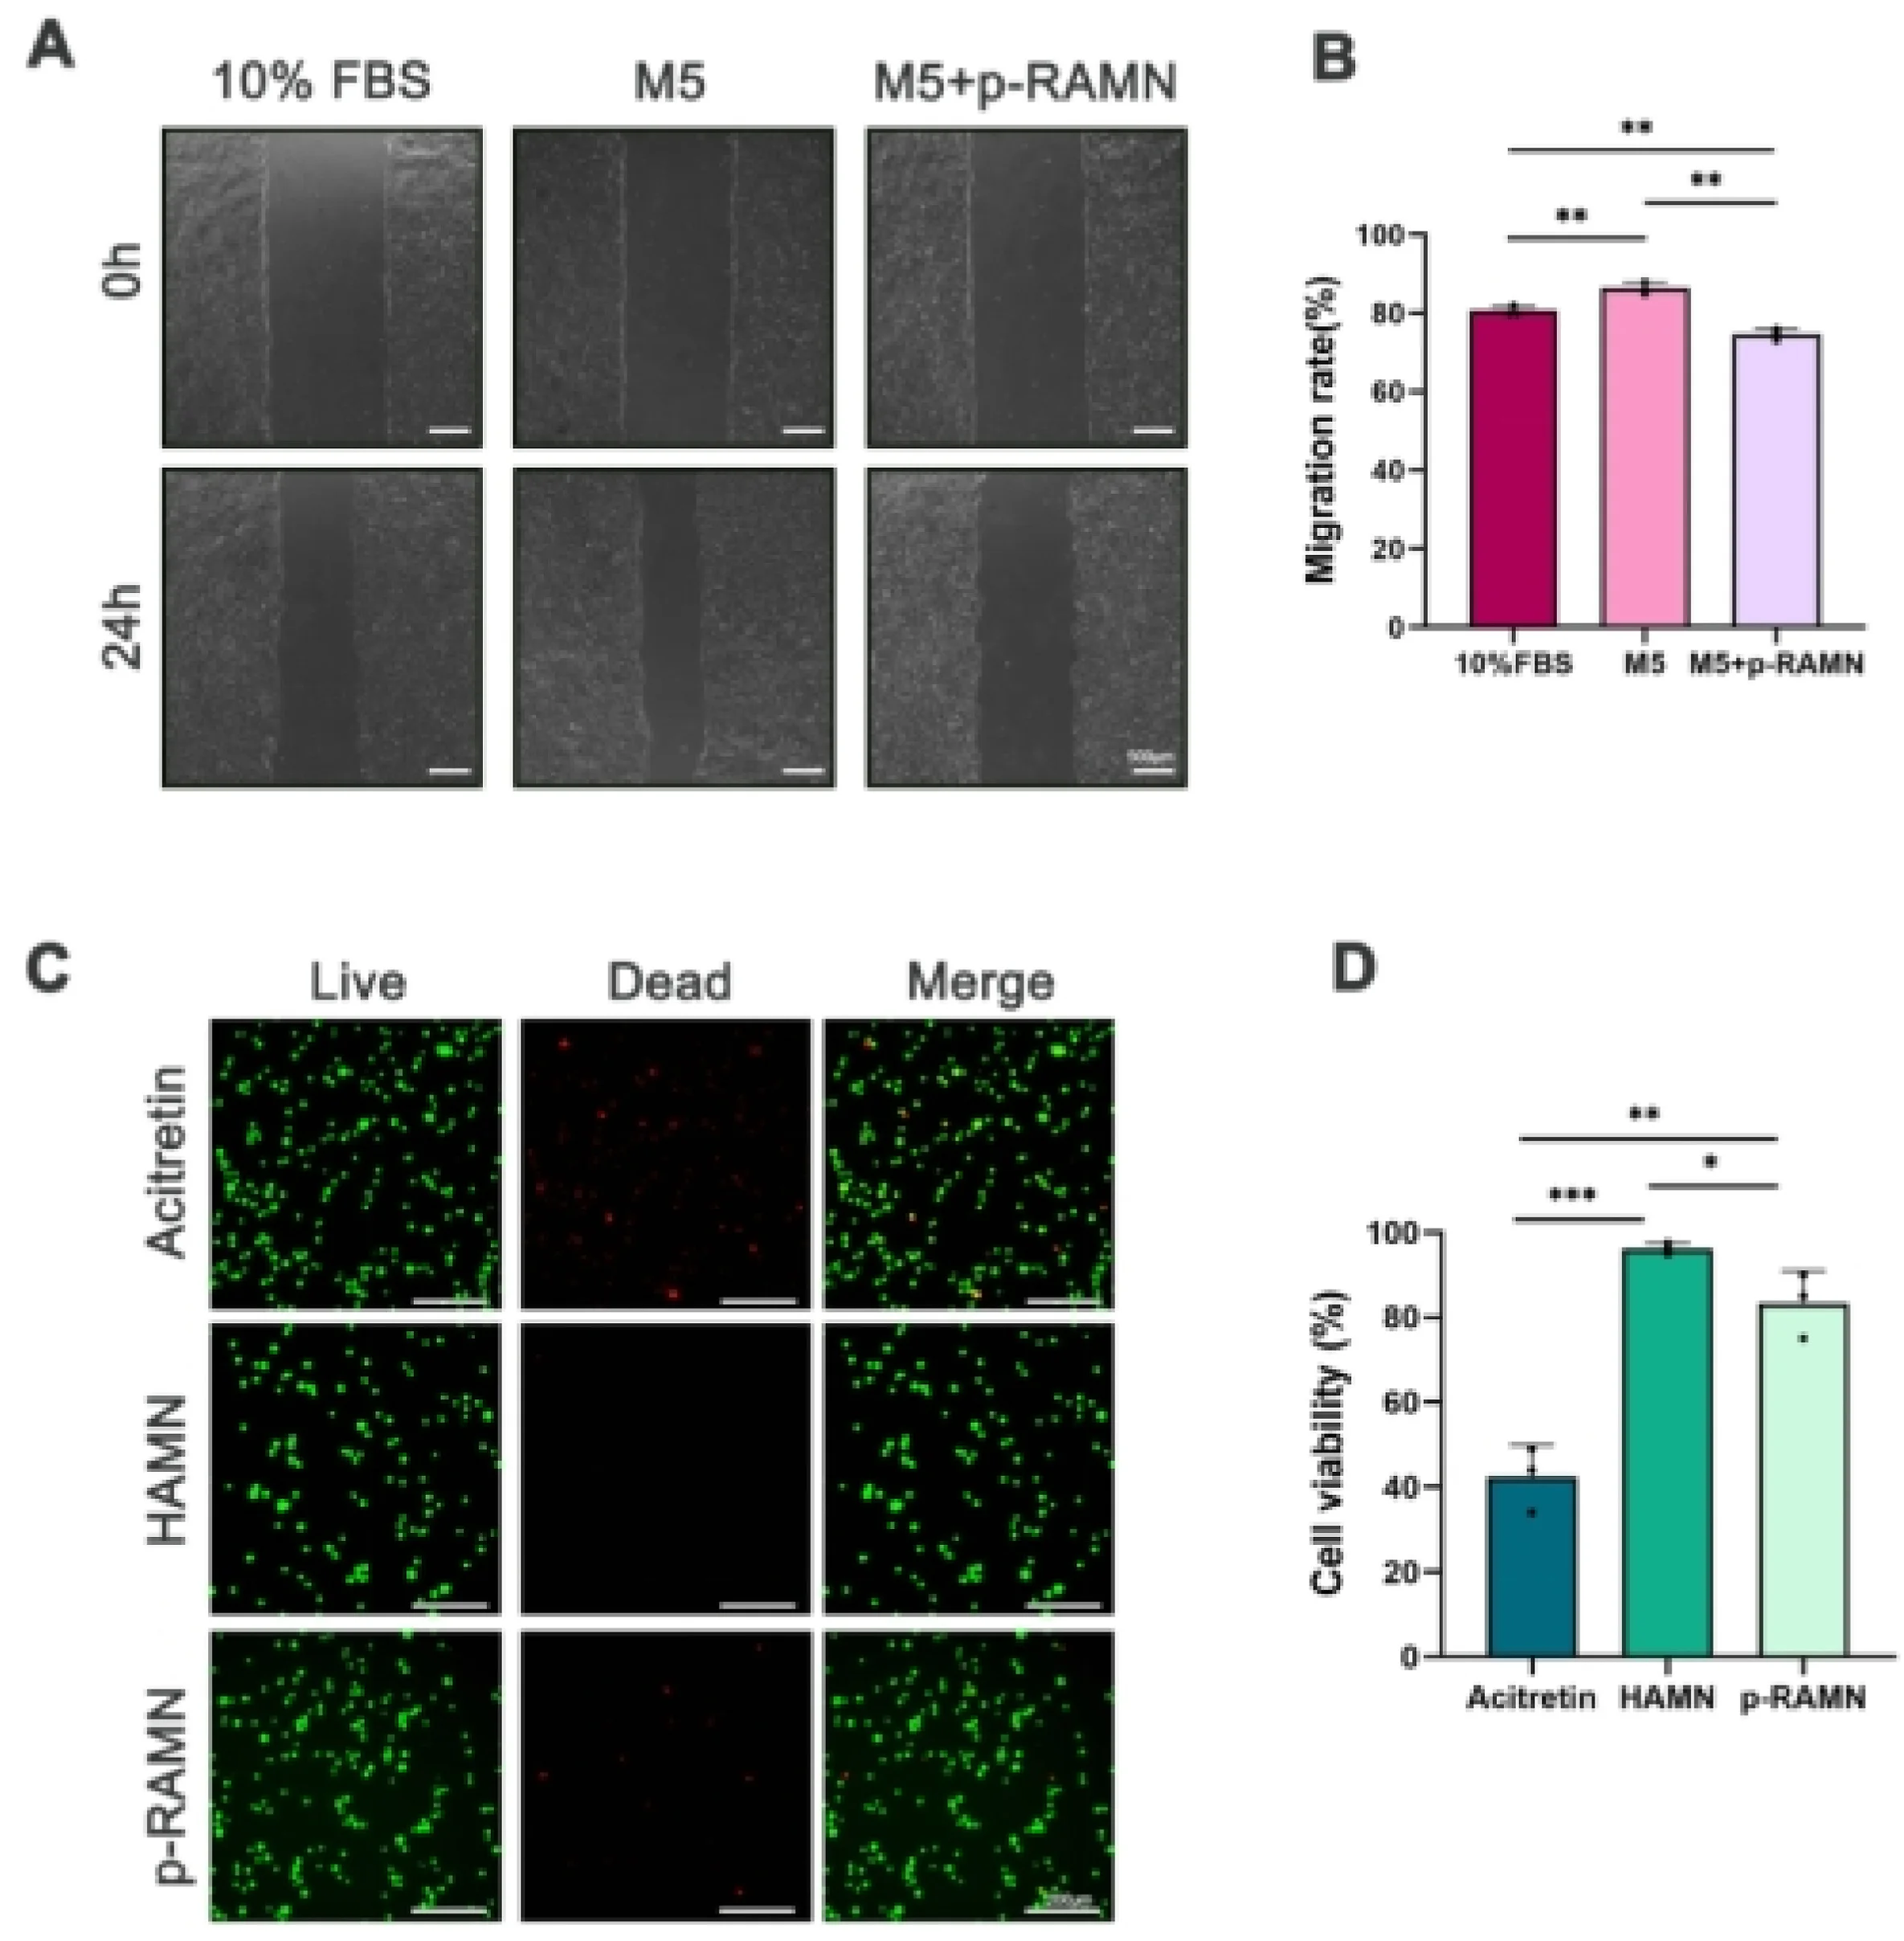 A
10% FBS M5 M5+p-RAMN
0h
24h
500μm
B
** 
**
**
Migration rate(%)
100
80
60
40
20
0
10%FBS M5 M5+p-RAMN
C
Live Dead Merge
Acitretin
HAMN
p-RAMN
D
**
*
***
Cell viability (%)
100
80
60
40
20
0
Acitretin HAMN p-RAMN